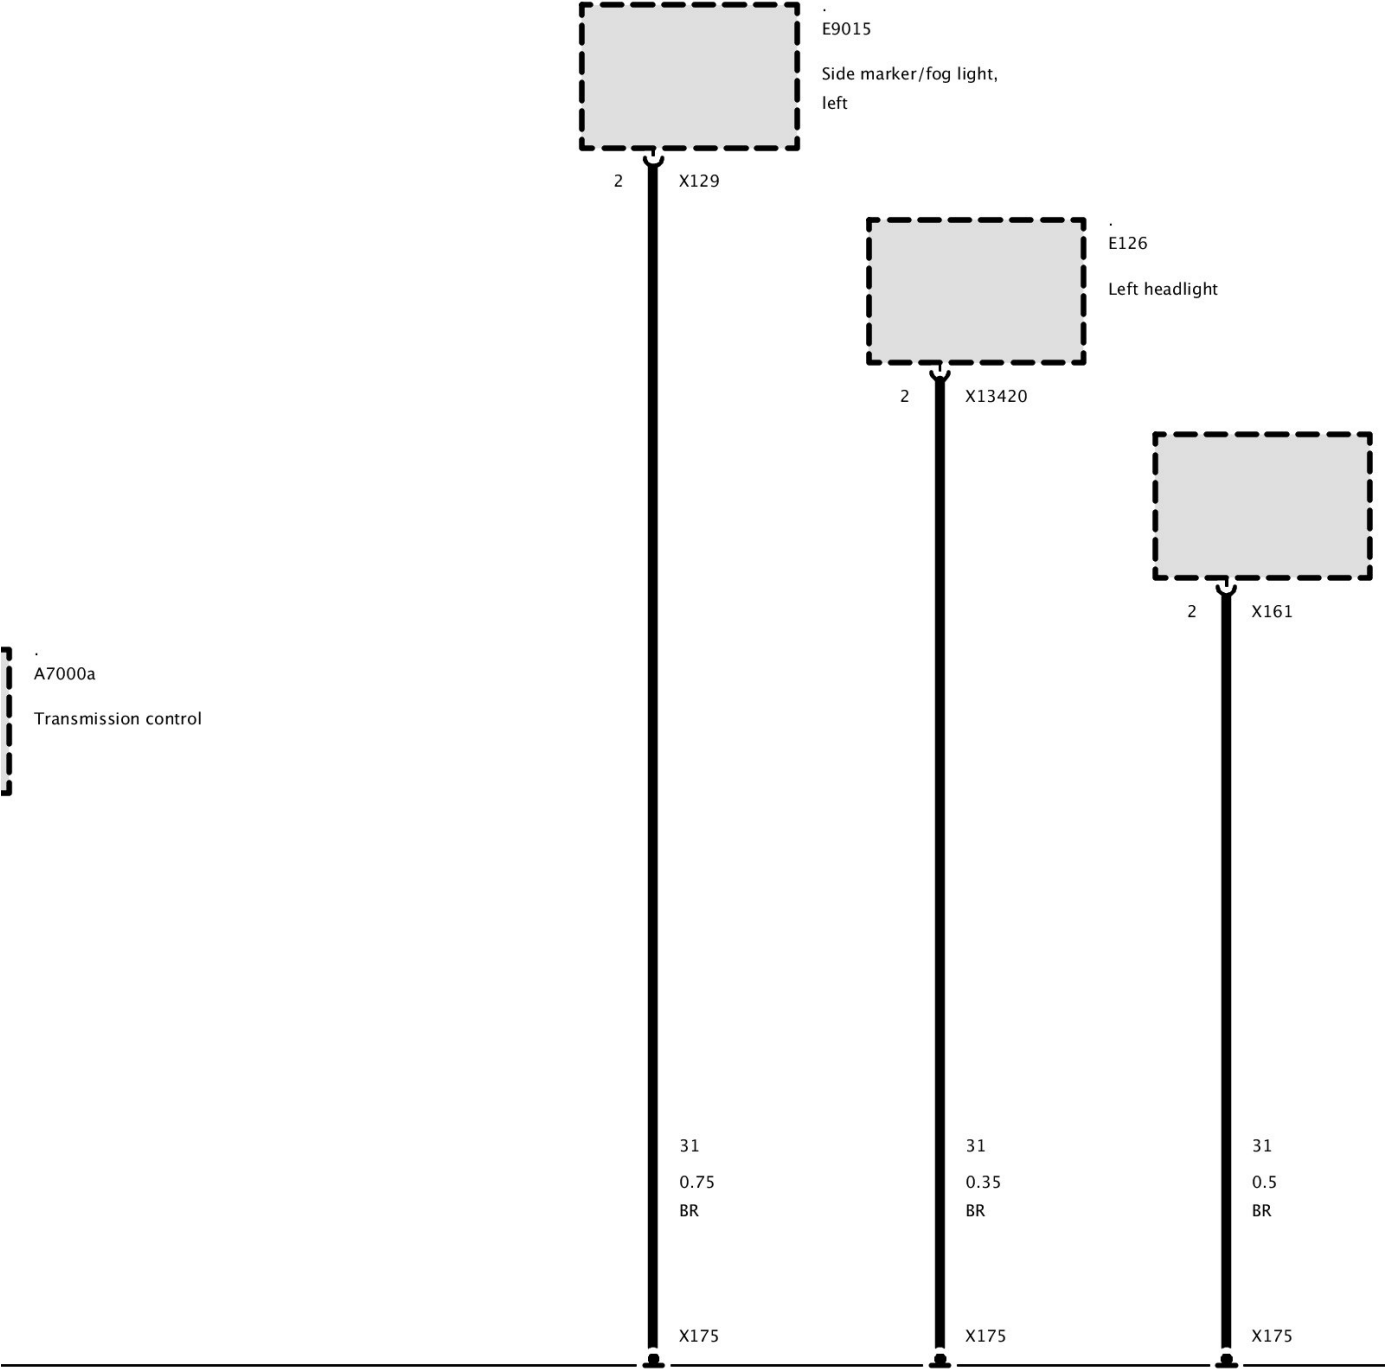 .
E9015
Side marker/fog light,
left
2 X129
.
E126
Left headlight
2 X13420
2 X161
.
A7000a
Transmission control
31 31 31
0.75 0.35 0.5
BR BR BR
X175 X175 X175